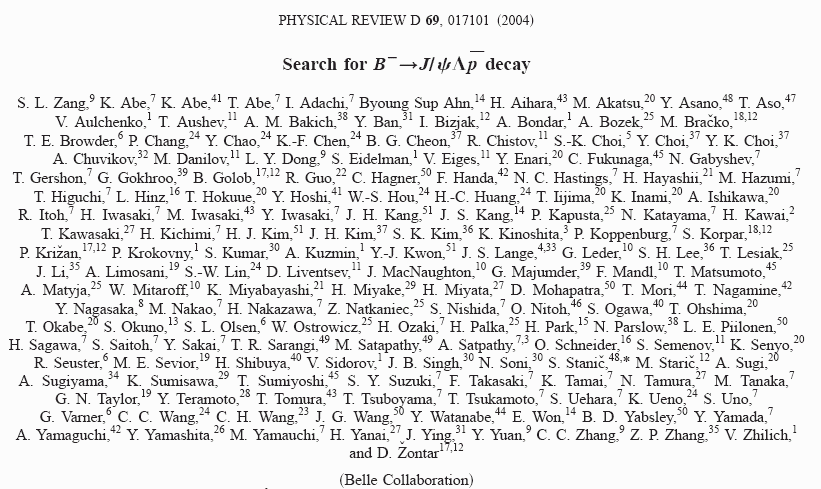 PHYSICAL REVIEW D 69, 017101 (2004)
Search for B⁻→J/ψΛp̅ decay
S. L. Zang,⁹ K. Abe,⁷ K. Abe,⁴¹ T. Abe,⁷ I. Adachi,⁷ Byoung Sup Ahn,¹⁴ H. Aihara,⁴³ M. Akatsu,²⁰ Y. Asano,⁴⁸ T. Aso,⁴⁷
V. Aulchenko,¹ T. Aushev,¹¹ A. M. Bakich,³⁸ Y. Ban,³¹ I. Bizjak,¹² A. Bondar,¹ A. Bozek,²⁵ M. Bračko,¹⁸,¹²
T. E. Browder,⁶ P. Chang,²⁴ Y. Chao,²⁴ K.-F. Chen,²⁴ B. G. Cheon,³⁷ R. Chistov,¹¹ S.-K. Choi,⁵ Y. Choi,³⁷ Y. K. Choi,³⁷
A. Chuvikov,³² M. Danilov,¹¹ L. Y. Dong,⁹ S. Eidelman,¹ V. Eiges,¹¹ Y. Enari,²⁰ C. Fukunaga,⁴⁵ N. Gabyshev,⁷
T. Gershon,⁷ G. Gokhroo,³⁹ B. Golob,¹⁷,¹² R. Guo,²² C. Hagner,⁵⁰ F. Handa,⁴² N. C. Hastings,⁷ H. Hayashii,²¹ M. Hazumi,⁷
T. Higuchi,⁷ L. Hinz,¹⁶ T. Hokuue,²⁰ Y. Hoshi,⁴¹ W.-S. Hou,²⁴ H.-C. Huang,²⁴ T. Iijima,²⁰ K. Inami,²⁰ A. Ishikawa,²⁰
R. Itoh,⁷ H. Iwasaki,⁷ M. Iwasaki,⁴³ Y. Iwasaki,⁷ J. H. Kang,⁵¹ J. S. Kang,¹⁴ P. Kapusta,²⁵ N. Katayama,⁷ H. Kawai,²
T. Kawasaki,²⁷ H. Kichimi,⁷ H. J. Kim,⁵¹ J. H. Kim,³⁷ S. K. Kim,³⁶ K. Kinoshita,³ P. Koppenburg,⁷ S. Korpar,¹⁸,¹²
P. Križan,¹⁷,¹² P. Krokovny,¹ S. Kumar,³⁰ A. Kuzmin,¹ Y.-J. Kwon,⁵¹ J. S. Lange,⁴,³³ G. Leder,¹⁰ S. H. Lee,³⁶ T. Lesiak,²⁵
J. Li,³⁵ A. Limosani,¹⁹ S.-W. Lin,²⁴ D. Liventsev,¹¹ J. MacNaughton,¹⁰ G. Majumder,³⁹ F. Mandl,¹⁰ T. Matsumoto,⁴⁵
A. Matyja,²⁵ W. Mitaroff,¹⁰ K. Miyabayashi,²¹ H. Miyake,²⁹ H. Miyata,²⁷ D. Mohapatra,⁵⁰ T. Mori,⁴⁴ T. Nagamine,⁴²
Y. Nagasaka,⁸ M. Nakao,⁷ H. Nakazawa,⁷ Z. Natkaniec,²⁵ S. Nishida,⁷ O. Nitoh,⁴⁶ S. Ogawa,⁴⁰ T. Ohshima,²⁰
T. Okabe,²⁰ S. Okuno,¹³ S. L. Olsen,⁶ W. Ostrowicz,²⁵ H. Ozaki,⁷ H. Palka,²⁵ H. Park,¹⁵ N. Parslow,³⁸ L. E. Piilonen,⁵⁰
H. Sagawa,⁷ S. Saitoh,⁷ Y. Sakai,⁷ T. R. Sarangi,⁴⁹ M. Satapathy,⁴⁹ A. Satpathy,⁷,³ O. Schneider,¹⁶ S. Semenov,¹¹ K. Senyo,²⁰
R. Seuster,⁶ M. E. Sevior,¹⁹ H. Shibuya,⁴⁰ V. Sidorov,¹ J. B. Singh,³⁰ N. Soni,³⁰ S. Stanič,⁴⁸,* M. Starič,¹² A. Sugi,²⁰
A. Sugiyama,³⁴ K. Sumisawa,²⁹ T. Sumiyoshi,⁴⁵ S. Y. Suzuki,⁷ F. Takasaki,⁷ K. Tamai,⁷ N. Tamura,²⁷ M. Tanaka,⁷
G. N. Taylor,¹⁹ Y. Teramoto,²⁸ T. Tomura,⁴³ T. Tsuboyama,⁷ T. Tsukamoto,⁷ S. Uehara,⁷ K. Ueno,²⁴ S. Uno,⁷
G. Varner,⁶ C. C. Wang,²⁴ C. H. Wang,²³ J. G. Wang,⁵⁰ Y. Watanabe,⁴⁴ E. Won,¹⁴ B. D. Yabsley,⁵⁰ Y. Yamada,⁷
A. Yamaguchi,⁴² Y. Yamashita,²⁶ M. Yamauchi,⁷ H. Yanai,²⁷ J. Ying,³¹ Y. Yuan,⁹ C. C. Zhang,⁹ Z. P. Zhang,³⁵ V. Zhilich,¹
and D. Žontar¹⁷,¹²
(Belle Collaboration)